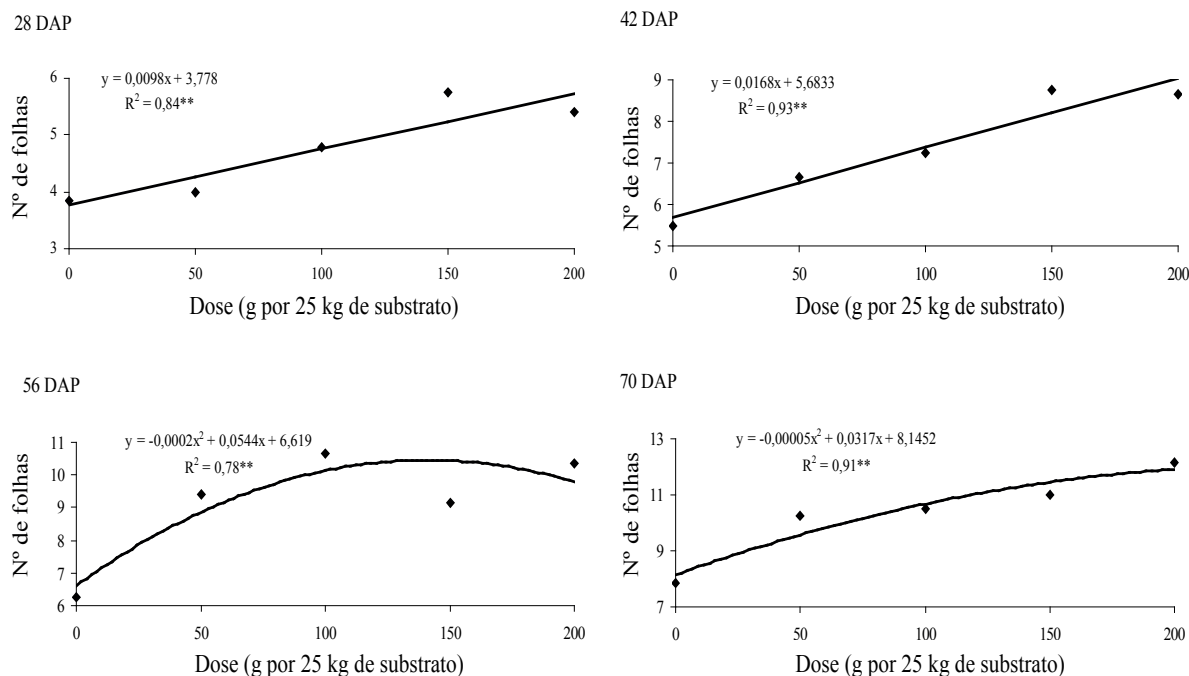 28 DAP
y = 0,0098x + 3,778
R² = 0,84**
Nº de folhas
6
5
4
3
0 50 100 150 200
Dose (g por 25 kg de substrato)
42 DAP
y = 0,0168x + 5,6833
R² = 0,93**
Nº de folhas
9
8
7
6
5
0 50 100 150 200
Dose (g por 25 kg de substrato)
56 DAP
y = -0,0002x² + 0,0544x + 6,619
R² = 0,78**
Nº de folhas
11
10
9
8
7
6
0 50 100 150 200
Dose (g por 25 kg de substrato)
70 DAP
y = -0,00005x² + 0,0317x + 8,1452
R² = 0,91**
Nº de folhas
13
11
9
7
0 50 100 150 200
Dose (g por 25 kg de substrato)